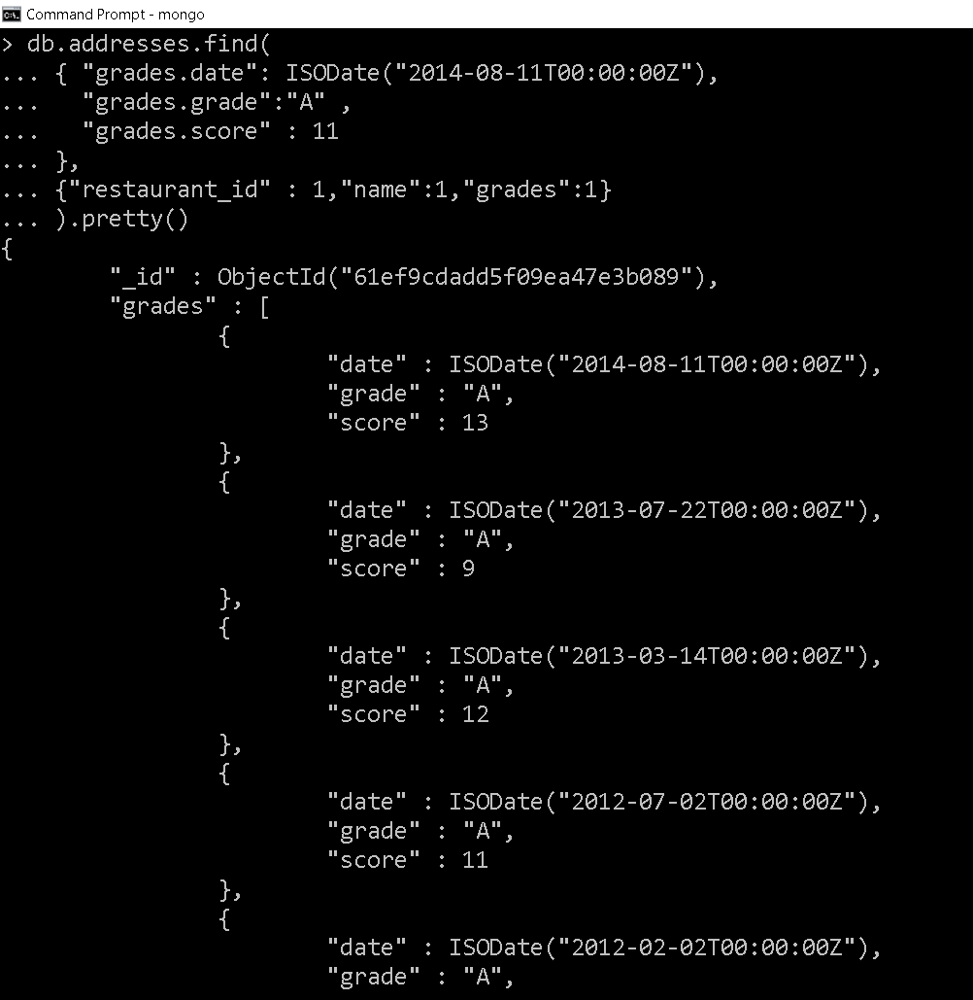 Command Prompt - mongo
> db.addresses.find(
... { "grades.date": ISODate("2014-08-11T00:00:00Z"),
...   "grades.grade":"A" ,
...   "grades.score" : 11
... },
... {"restaurant_id" : 1,"name":1,"grades":1}
... ).pretty()
{
        "_id" : ObjectId("61ef9cdadd5f09ea47e3b089"),
        "grades" : [
                {
                        "date" : ISODate("2014-08-11T00:00:00Z"),
                        "grade" : "A",
                        "score" : 13
                },
                {
                        "date" : ISODate("2013-07-22T00:00:00Z"),
                        "grade" : "A",
                        "score" : 9
                },
                {
                        "date" : ISODate("2013-03-14T00:00:00Z"),
                        "grade" : "A",
                        "score" : 12
                },
                {
                        "date" : ISODate("2012-07-02T00:00:00Z"),
                        "grade" : "A",
                        "score" : 11
                },
                {
                        "date" : ISODate("2012-02-02T00:00:00Z"),
                        "grade" : "A",